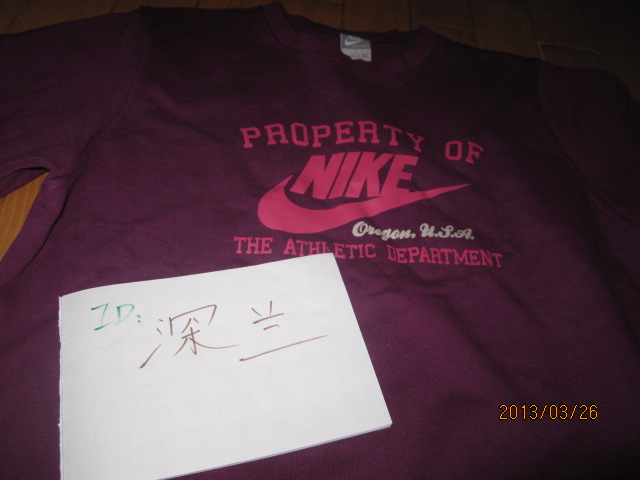 PROPERTY OF
NIKE
Oregon, U.S.A.
THE ATHLETIC DEPARTMENT
ID: 深兰
2013/03/26